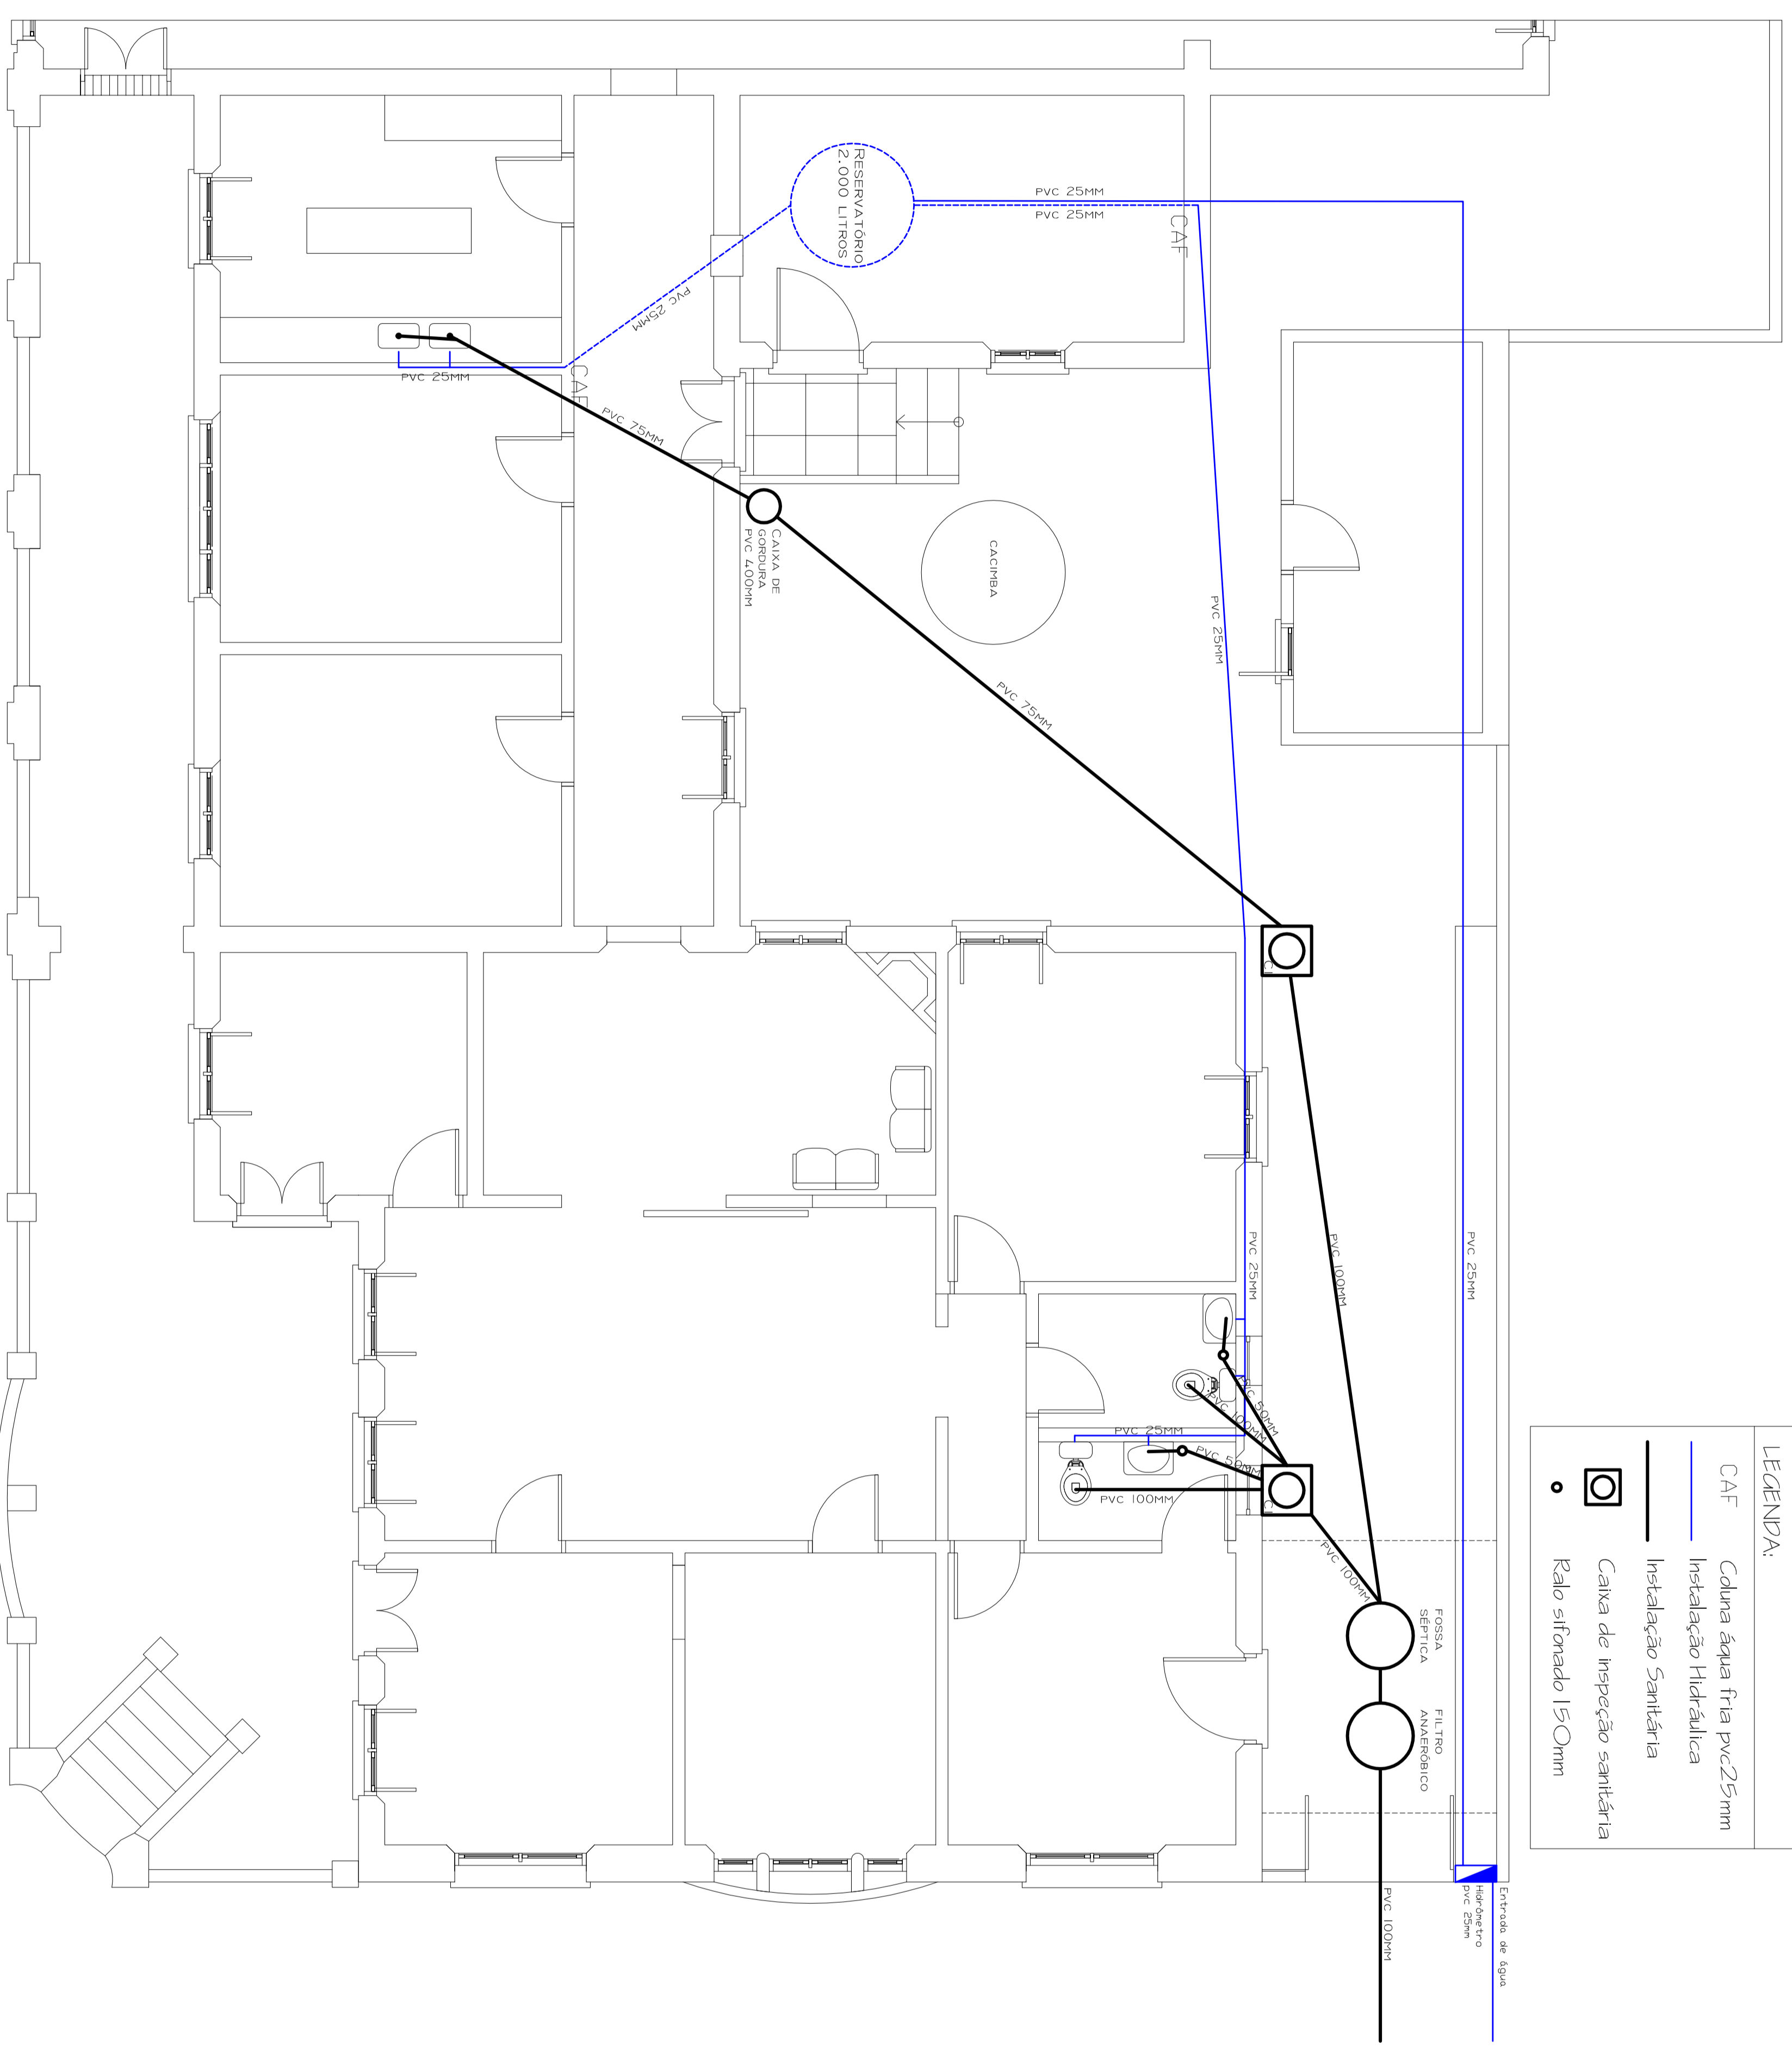 LEGENDA:
CAF
Coluna água fria pvc25mm
Instalação Hidráulica
Instalação Sanitária
Caixa de inspeção sanitária
Ralo sifonado 150mm
Entrada de água
Hidrômetro
pvc 25mm
PVC 25MM
PVC 100MM
FOSSA
SÉPTICA
FILTRO
ANAERÓBICO
PVC 100MM
PVC 100MM
CI
CI
PVC 25MM
PVC 50MM
PVC 100MM
PVC 50MM
PVC 100MM
PVC 25MM
PVC 25MM
CAF
PVC 25MM
PVC 25MM
PVC 75MM
CACIMBA
RESERVATÓRIO
2.000 LITROS
CAIXA DE
GORDURA
PVC 400MM
PVC 25MM
PVC 75MM
CAF
PVC 25MM